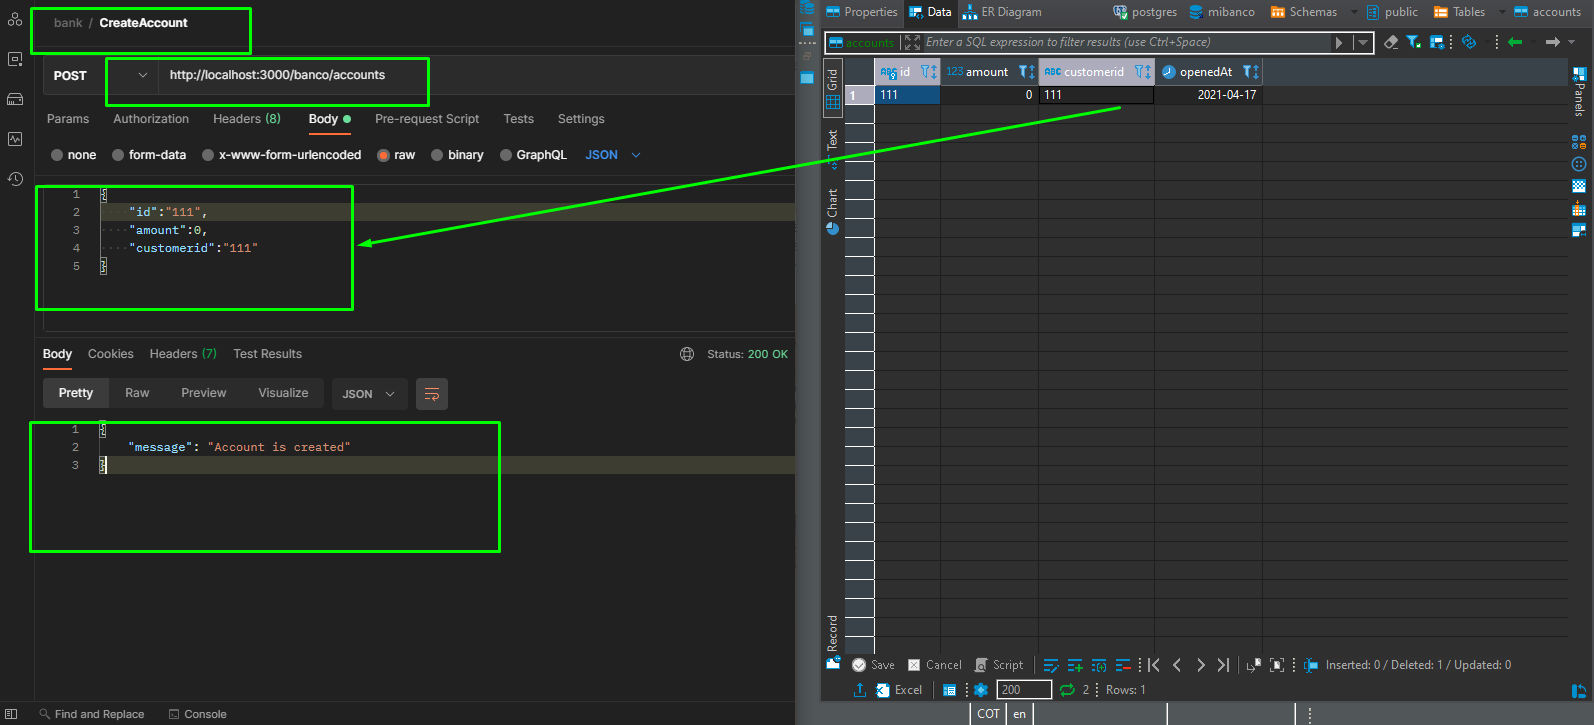 bank / CreateAccount
POST http://localhost:3000/banco/accounts
Params Authorization Headers (8) Body Pre-request Script Tests Settings
none form-data x-www-form-urlencoded raw binary GraphQL JSON
1 {
2 "id":"111",
3 "amount":0,
4 "customerid":"111"
5 }
Body Cookies Headers (7) Test Results Status: 200 OK
Pretty Raw Preview Visualize JSON
1 {
2 "message": "Account is created"
3 }
Find and Replace Console
Properties Data ER Diagram postgres mibanco Schemas public Tables accounts
accounts Enter a SQL expression to filter results (use Ctrl+Space)
Grid
Text
Chart
Record
ABC id 123 amount ABC customerid openedAt
1 111 0 111 2021-04-17
Panels
Save Cancel Script Inserted: 0 / Deleted: 1 / Updated: 0
Excel 200 2 Rows: 1
COT en